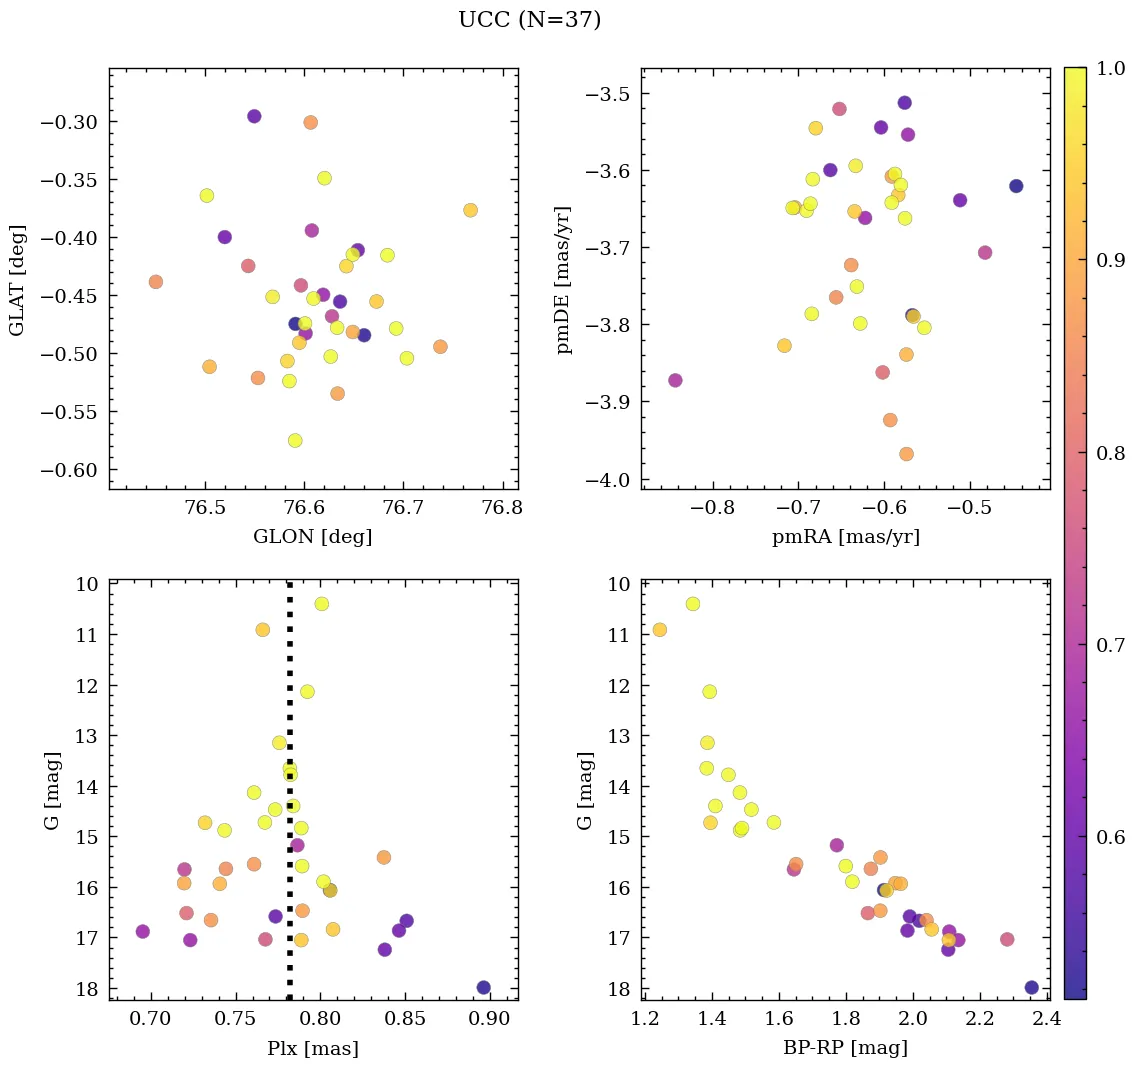 UCC (N=37)
−0.30
−0.35
−0.40
−0.45
−0.50
−0.55
−0.60
GLAT [deg]
76.5 76.6 76.7 76.8
GLON [deg]
−3.5
−3.6
−3.7
−3.8
−3.9
−4.0
pmDE [mas/yr]
−0.8 −0.7 −0.6 −0.5
pmRA [mas/yr]
1.0
0.9
0.8
0.7
0.6
10
11
12
13
14
15
16
17
18
G [mag]
0.70 0.75 0.80 0.85 0.90
Plx [mas]
10
11
12
13
14
15
16
17
18
G [mag]
1.2 1.4 1.6 1.8 2.0 2.2 2.4
BP-RP [mag]